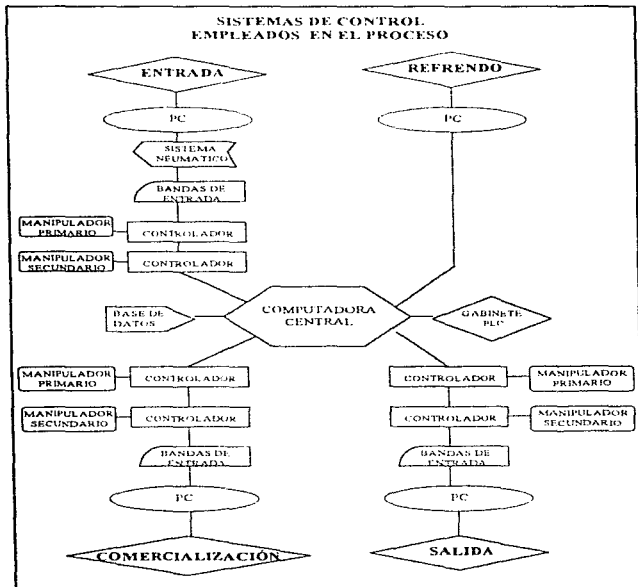 SISTEMAS DE CONTROL
EMPLEADOS EN EL PROCESO
ENTRADA
REFRENDO
PC
PC
SISTEMA
NEUMATICO
BANDAS DE
ENTRADA
MANIPULADOR
PRIMARIO
CONTROLADOR
MANIPULADOR
SECUNDARIO
CONTROLADOR
BASE DE
DATOS
COMPUTADORA
CENTRAL
GABINETE
PLC
MANIPULADOR
PRIMARIO
CONTROLADOR
CONTROLADOR
MANIPULADOR
PRIMARIO
MANIPULADOR
SECUNDARIO
CONTROLADOR
CONTROLADOR
MANIPULADOR
SECUNDARIO
BANDAS DE
ENTRADA
BANDAS DE
ENTRADA
PC
PC
COMERCIALIZACIÓN
SALIDA